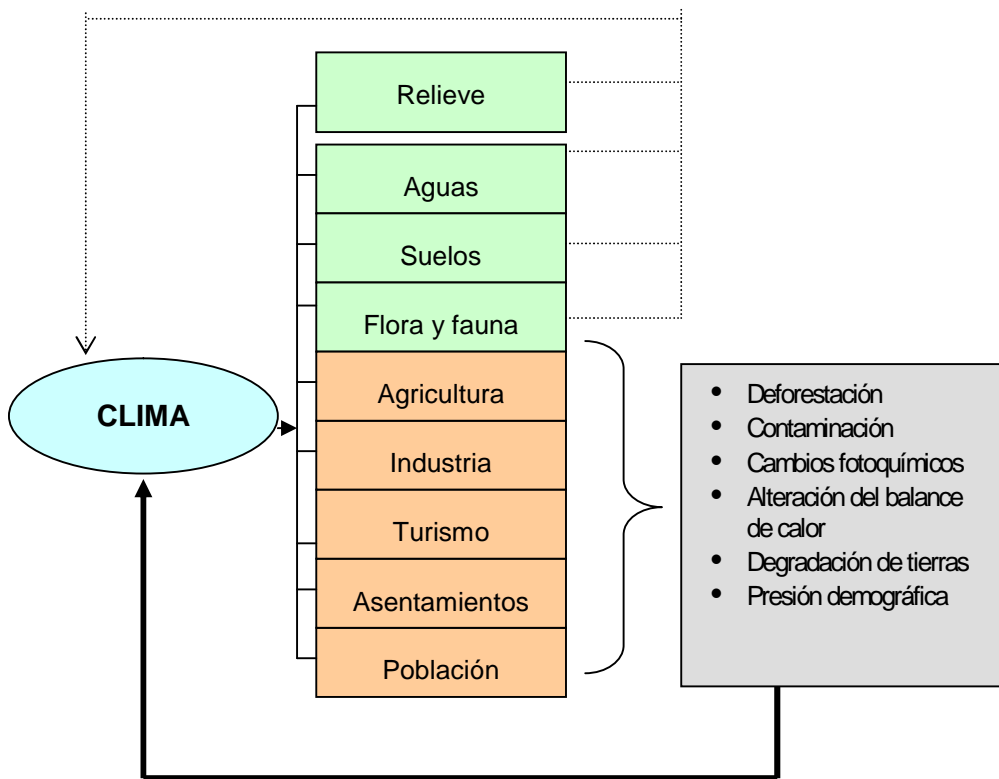 Relieve
Aguas
Suelos
Flora y fauna
CLIMA
Agricultura
Industria
Turismo
Asentamientos
Población
• Deforestación
• Contaminación
• Cambios fotoquímicos
• Alteración del balance
de calor
• Degradación de tierras
• Presión demográfica